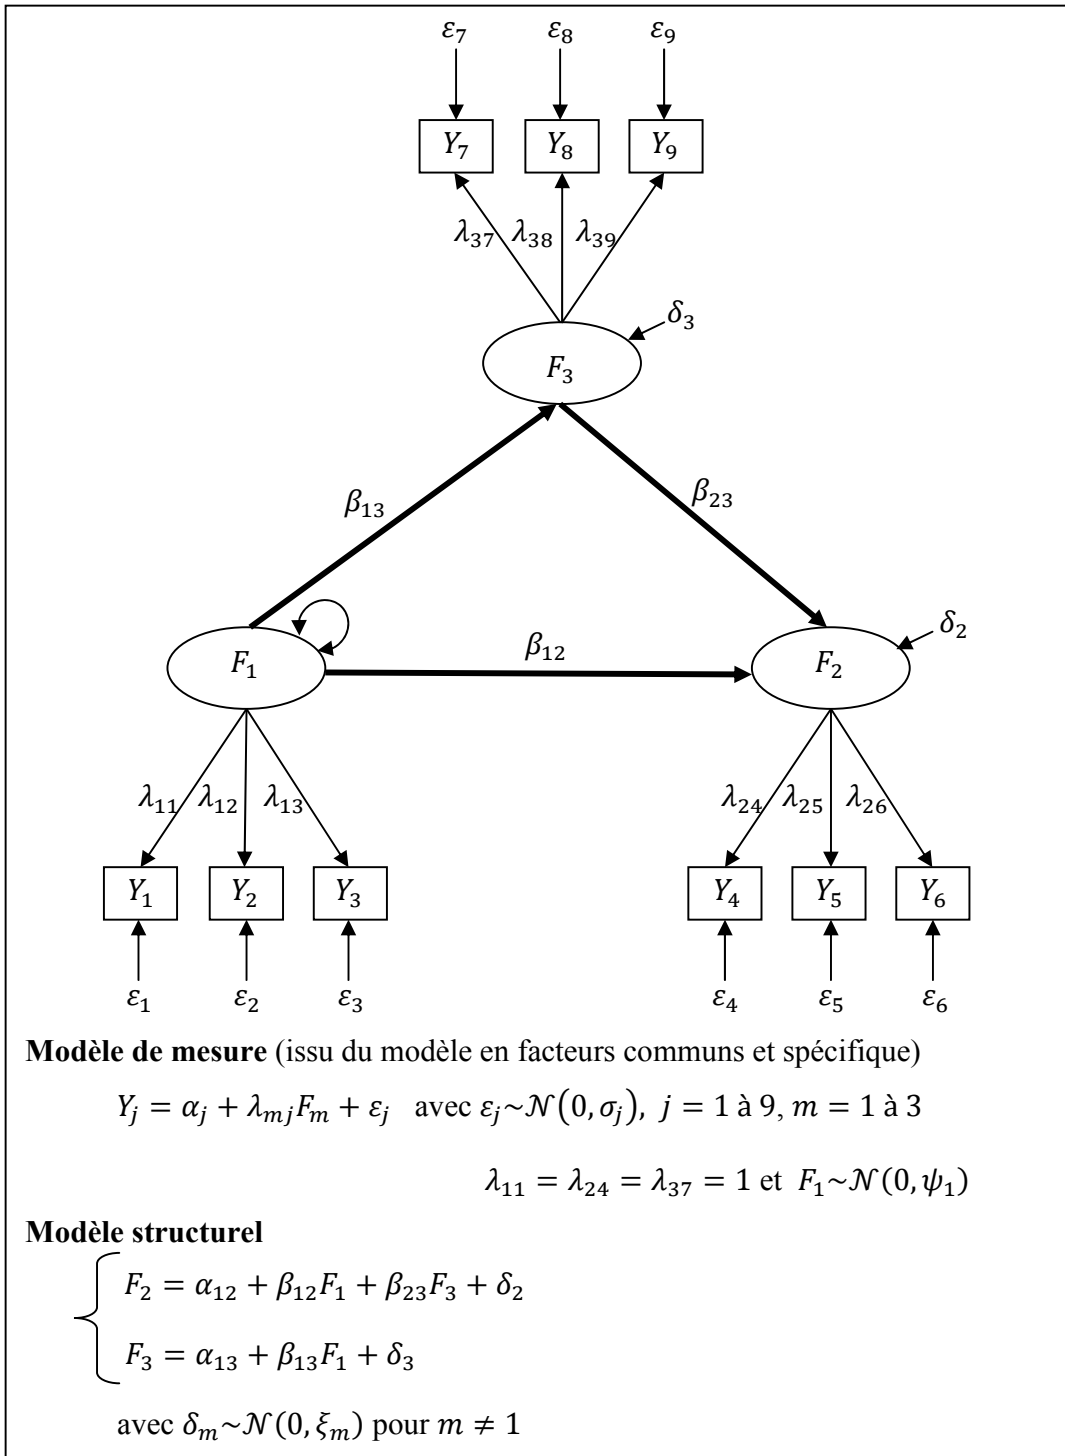 ε₇ ε₈ ε₉
Y₇ Y₈ Y₉
λ₃₇ λ₃₈ λ₃₉
δ₃
F₃
β₁₃ β₂₃
δ₂
F₁ β₁₂ F₂
λ₁₁ λ₁₂ λ₁₃ λ₂₄ λ₂₅ λ₂₆
Y₁ Y₂ Y₃ Y₄ Y₅ Y₆
ε₁ ε₂ ε₃ ε₄ ε₅ ε₆
Modèle de mesure (issu du modèle en facteurs communs et spécifique)
Yⱼ = αⱼ + λₘⱼFₘ + εⱼ avec εⱼ~𝒩(0, σⱼ), j = 1 à 9, m = 1 à 3
λ₁₁ = λ₂₄ = λ₃₇ = 1 et F₁~𝒩(0, ψ₁)
Modèle structurel
F₂ = α₁₂ + β₁₂F₁ + β₂₃F₃ + δ₂
F₃ = α₁₃ + β₁₃F₁ + δ₃
avec δₘ~𝒩(0, ξₘ) pour m ≠ 1